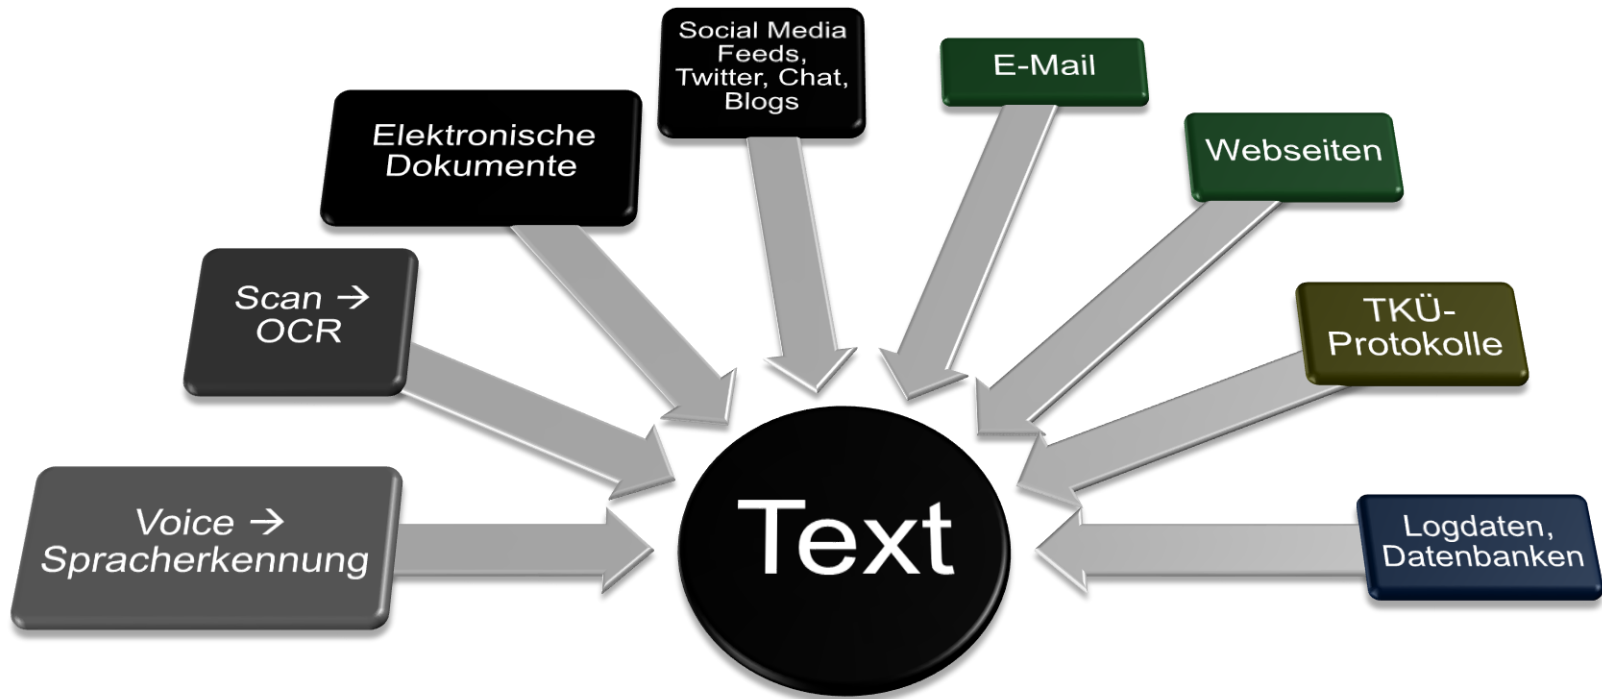 Social Media
Feeds,
Twitter, Chat,
Blogs
E-Mail
Elektronische
Dokumente
Webseiten
Scan →
OCR
TKÜ-
Protokolle
Voice →
Spracherkennung
Text
Logdaten,
Datenbanken